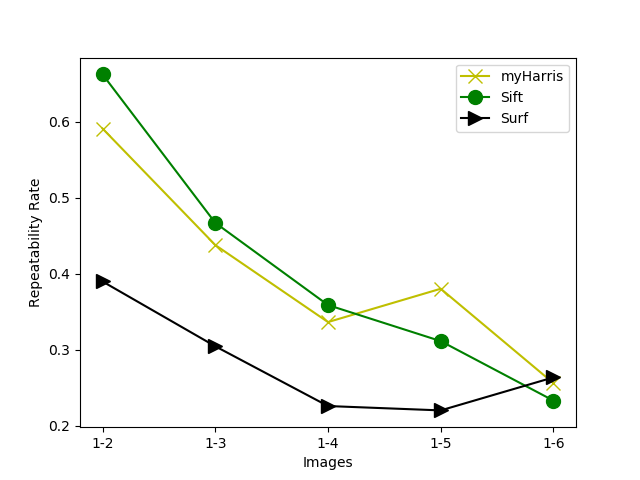 myHarris
Sift
Surf
Repeatability Rate
0.6
0.5
0.4
0.3
0.2
1-2 1-3 1-4 1-5 1-6
Images